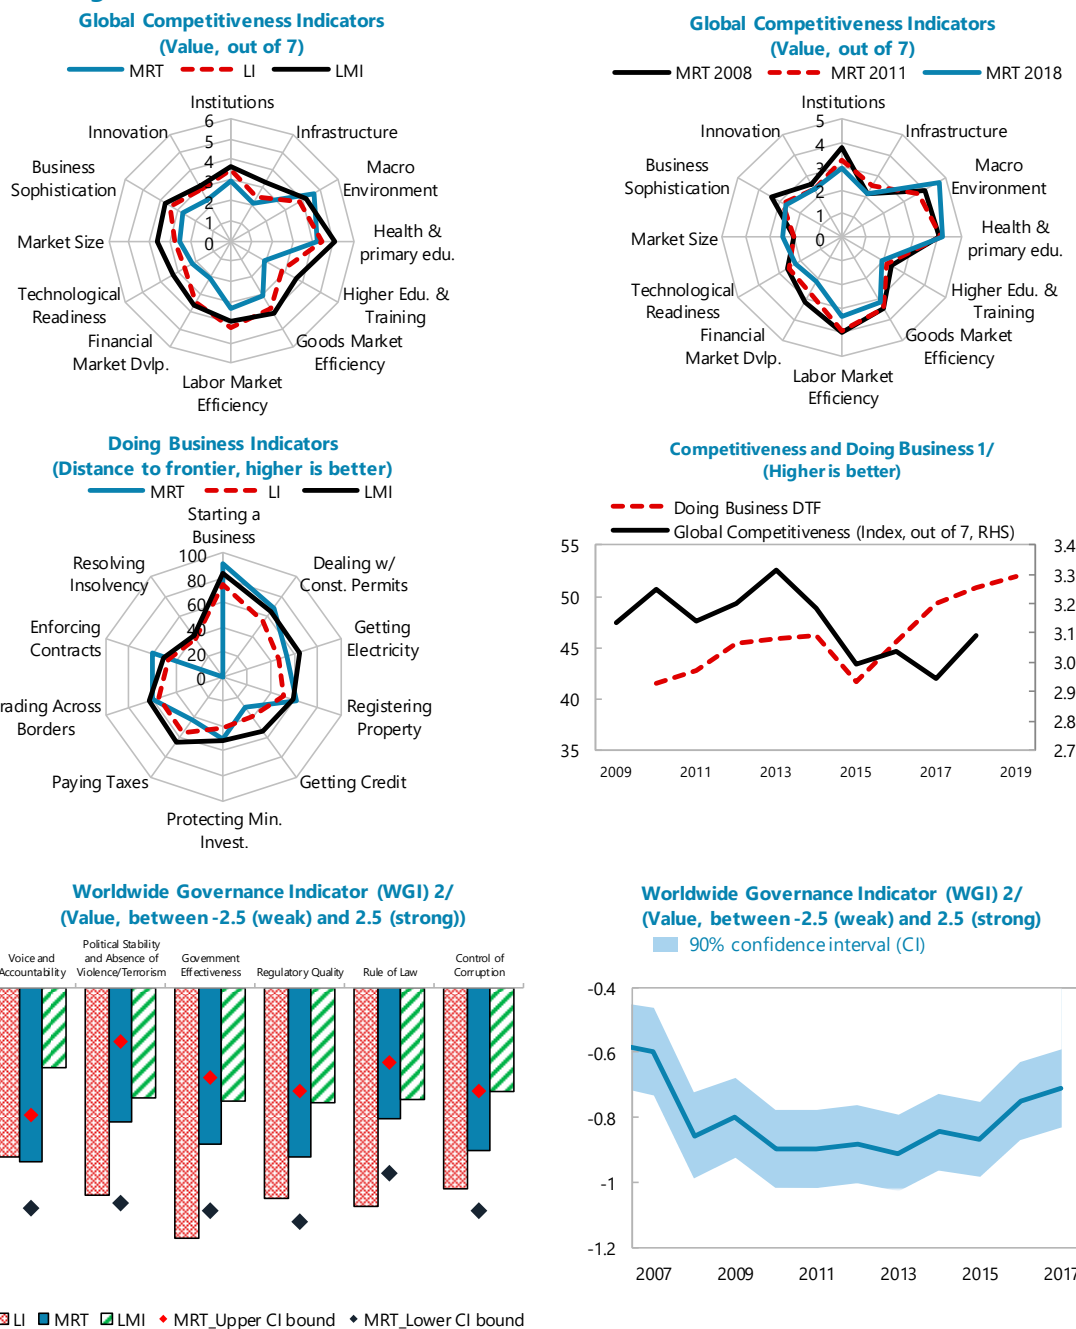 Global Competitiveness Indicators
(Value, out of 7)
MRT LI LMI
Institutions
Infrastructure
Macro
Environment
Health &
primary edu.
Higher Edu. &
Training
Goods Market
Efficiency
Labor Market
Efficiency
Financial
Market Dvlp.
Technological
Readiness
Market Size
Business
Sophistication
Innovation
6
5
4
3
2
1
0
Global Competitiveness Indicators
(Value, out of 7)
MRT 2008 MRT 2011 MRT 2018
Institutions
Infrastructure
Macro
Environment
Health &
primary edu.
Higher Edu. &
Training
Goods Market
Efficiency
Labor Market
Efficiency
Financial
Market Dvlp.
Technological
Readiness
Market Size
Business
Sophistication
Innovation
5
4
3
2
1
0
Doing Business Indicators
(Distance to frontier, higher is better)
MRT LI LMI
Starting a
Business
Dealing w/
Const. Permits
Getting
Electricity
Registering
Property
Getting Credit
Protecting Min.
Invest.
Paying Taxes
rading Across
Borders
Enforcing
Contracts
Resolving
Insolvency
100
80
60
40
20
0
Competitiveness and Doing Business 1/
(Higher is better)
Doing Business DTF
Global Competitiveness (Index, out of 7, RHS)
55
50
45
40
35
3.4
3.3
3.2
3.1
3.0
2.9
2.8
2.7
2009 2011 2013 2015 2017 2019
Worldwide Governance Indicator (WGI) 2/
(Value, between -2.5 (weak) and 2.5 (strong))
Voice and
Accountability
Political Stability
and Absence of
Violence/Terrorism
Government
Effectiveness
Regulatory Quality
Rule of Law
Control of
Corruption
LI MRT LMI MRT_Upper CI bound MRT_Lower CI bound
Worldwide Governance Indicator (WGI) 2/
(Value, between -2.5 (weak) and 2.5 (strong)
90% confidence interval (CI)
-0.4
-0.6
-0.8
-1
-1.2
2007 2009 2011 2013 2015 2017